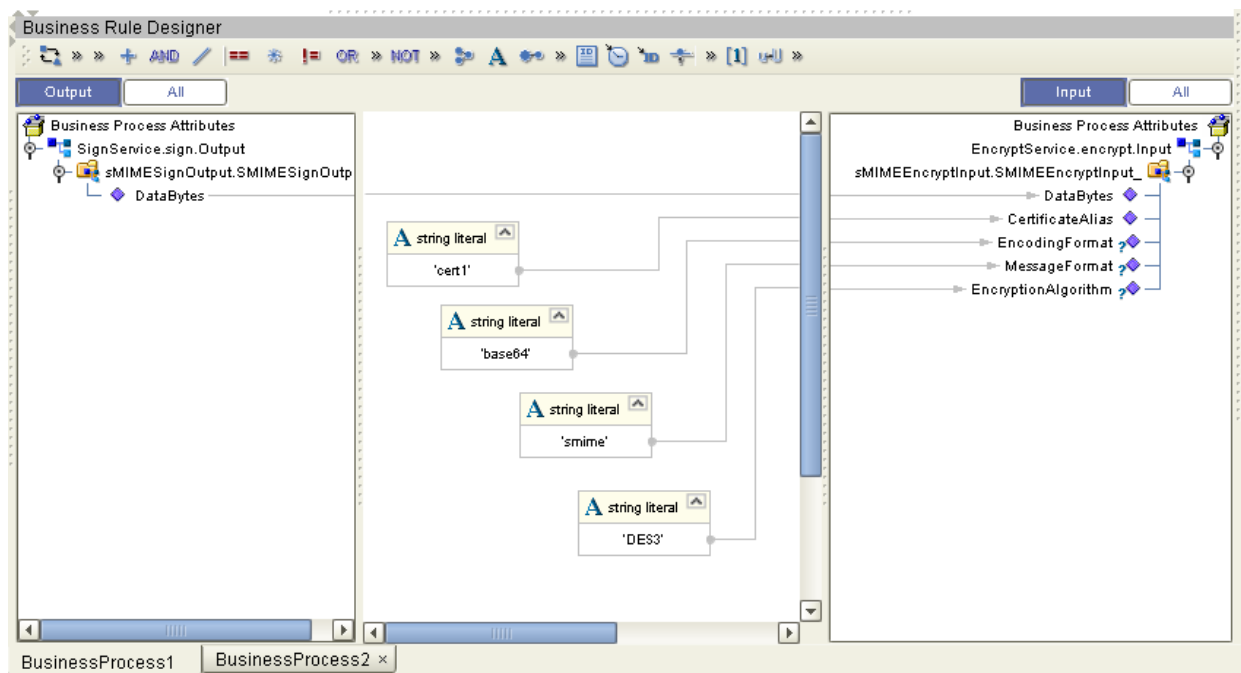 Business Rule Designer
» » AND == != OR » NOT » A » ID ID » [1] »
Output All Input All
Business Process Attributes
SignService.sign.Output
sMIMESignOutput.SMIMESignOutp
DataBytes
A string literal
'cert1'
A string literal
'base64'
A string literal
'smime'
A string literal
'DES3'
Business Process Attributes
EncryptService.encrypt.Input
sMIMEEncryptInput.SMIMEEncryptInput_
DataBytes
CertificateAlias
EncodingFormat ?
MessageFormat ?
EncryptionAlgorithm ?
BusinessProcess1 BusinessProcess2 ×